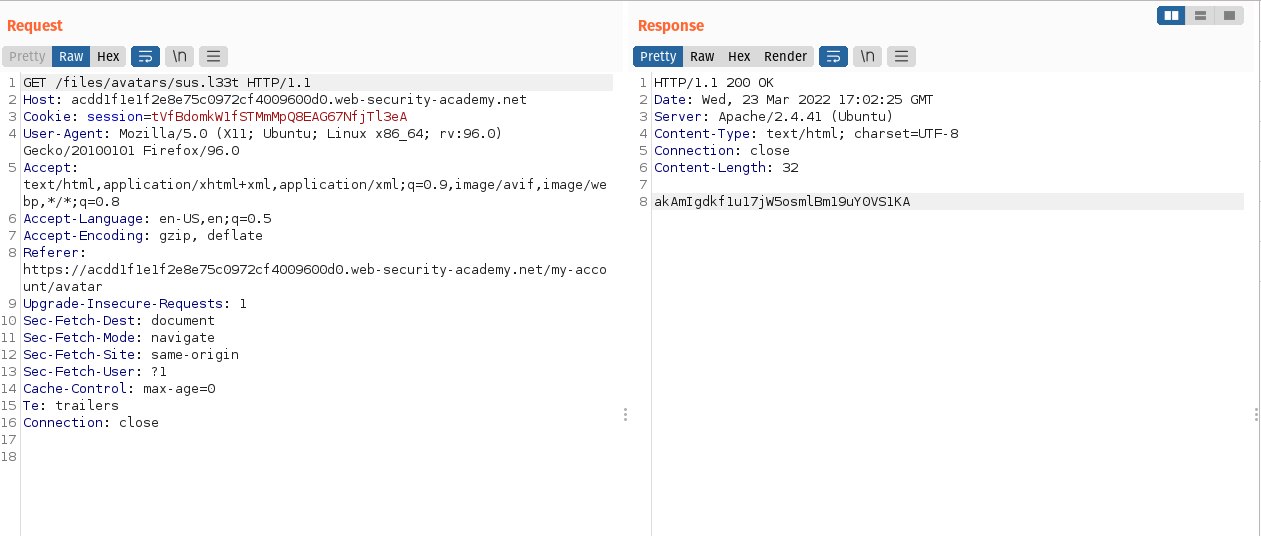 Request
Pretty Raw Hex \n
1 GET /files/avatars/sus.l33t HTTP/1.1
2 Host: acdd1f1e1f2e8e75c0972cf4009600d0.web-security-academy.net
3 Cookie: session=tVfBdomkW1fSTMmMpQ8EAG67NfjTl3eA
4 User-Agent: Mozilla/5.0 (X11; Ubuntu; Linux x86_64; rv:96.0)
Gecko/20100101 Firefox/96.0
5 Accept:
text/html,application/xhtml+xml,application/xml;q=0.9,image/avif,image/we
bp,*/*;q=0.8
6 Accept-Language: en-US,en;q=0.5
7 Accept-Encoding: gzip, deflate
8 Referer:
https://acdd1f1e1f2e8e75c0972cf4009600d0.web-security-academy.net/my-acco
unt/avatar
9 Upgrade-Insecure-Requests: 1
10 Sec-Fetch-Dest: document
11 Sec-Fetch-Mode: navigate
12 Sec-Fetch-Site: same-origin
13 Sec-Fetch-User: ?1
14 Cache-Control: max-age=0
15 Te: trailers
16 Connection: close
17
18
Response
Pretty Raw Hex Render \n
1 HTTP/1.1 200 OK
2 Date: Wed, 23 Mar 2022 17:02:25 GMT
3 Server: Apache/2.4.41 (Ubuntu)
4 Content-Type: text/html; charset=UTF-8
5 Connection: close
6 Content-Length: 32
7
8 akAmIgdkf1u17jW5osmlBm19uY0VS1KA